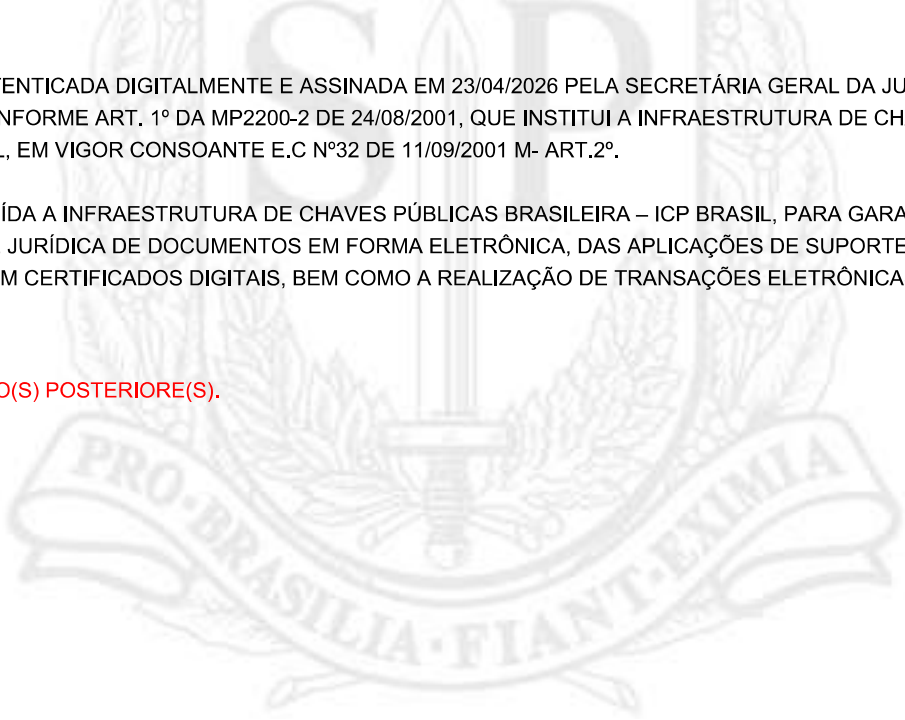 TENTICADA DIGITALMENTE E ASSINADA EM 23/04/2026 PELA SECRETÁRIA GERAL DA JU
NFORME ART. 1º DA MP2200-2 DE 24/08/2001, QUE INSTITUI A INFRAESTRUTURA DE CH
L, EM VIGOR CONSOANTE E.C Nº32 DE 11/09/2001 M- ART.2º.
ÍDA A INFRAESTRUTURA DE CHAVES PÚBLICAS BRASILEIRA – ICP BRASIL, PARA GARA
JURÍDICA DE DOCUMENTOS EM FORMA ELETRÔNICA, DAS APLICAÇÕES DE SUPORTE
M CERTIFICADOS DIGITAIS, BEM COMO A REALIZAÇÃO DE TRANSAÇÕES ELETRÔNICA
O(S) POSTERIORE(S).
S P
PRO·BRASILIA·FIANT·EXIMIA